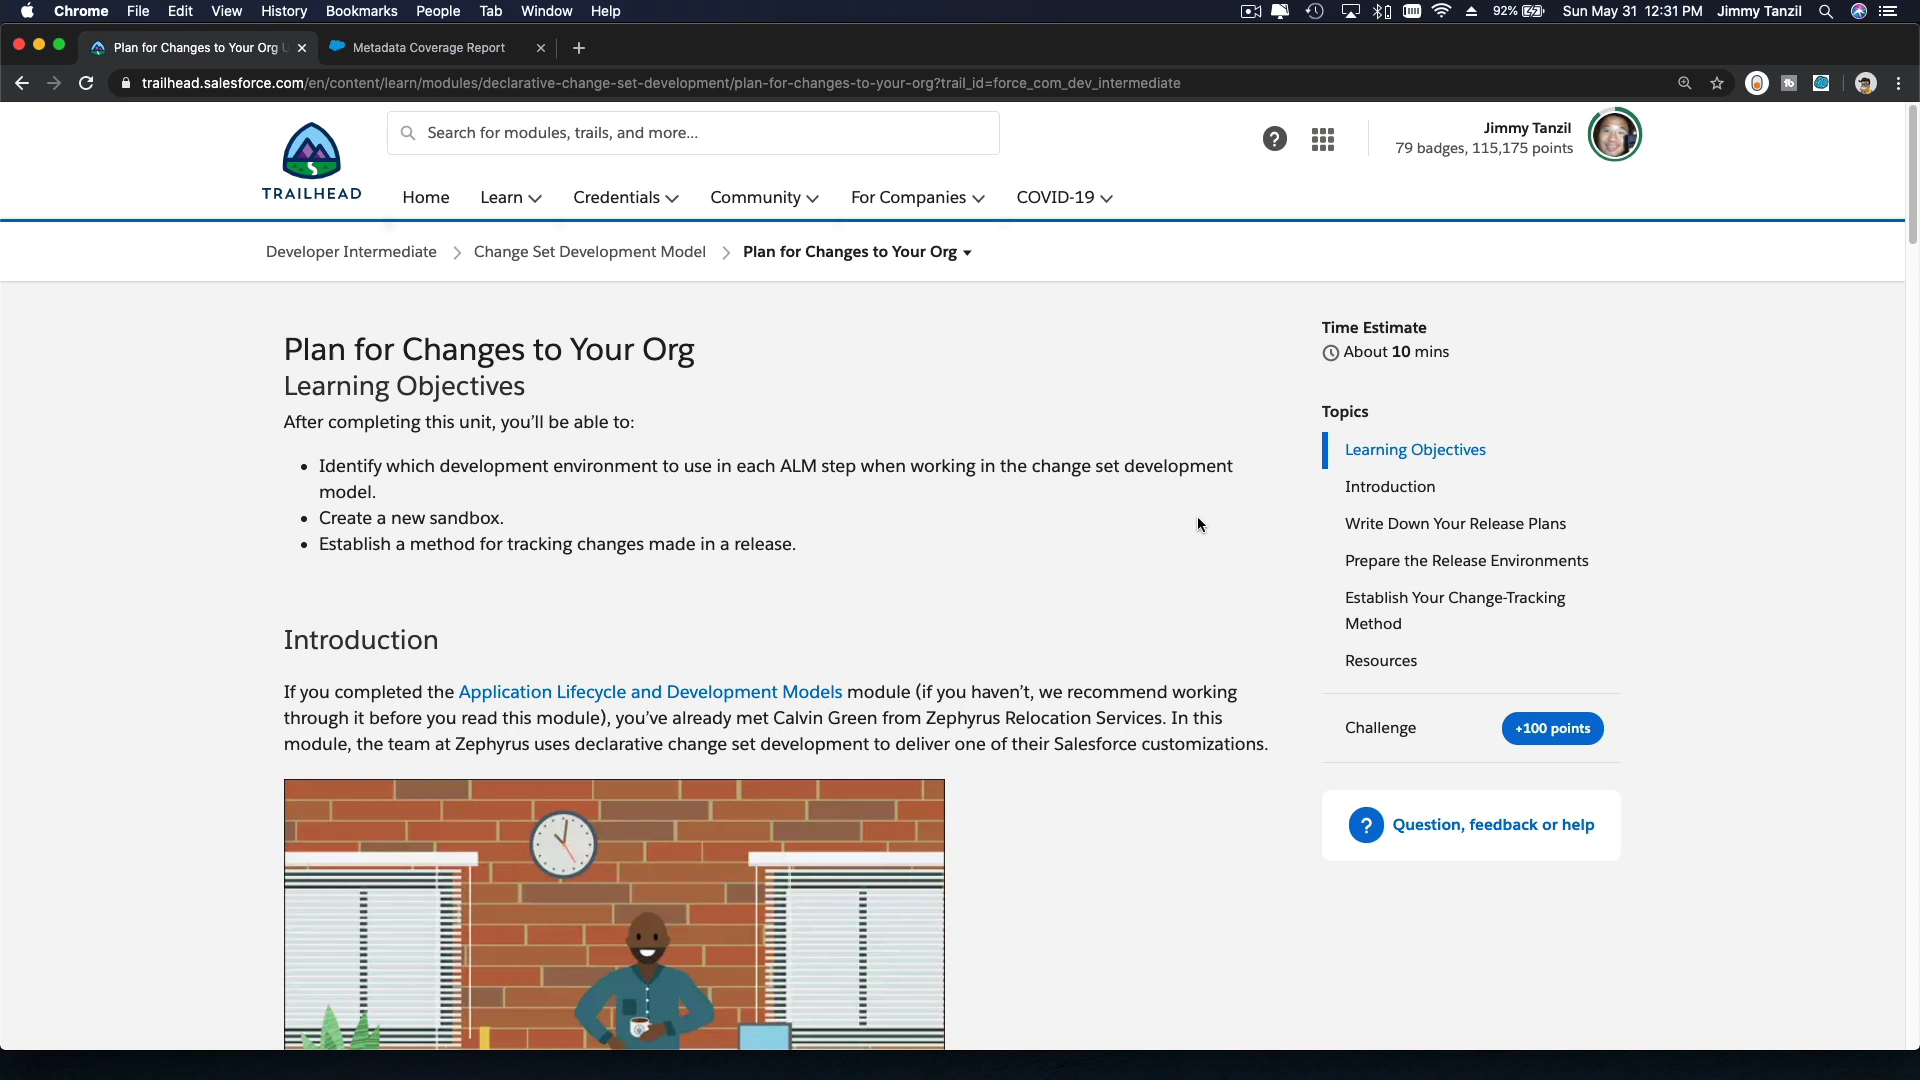 Chrome File Edit View History Bookmarks People Tab Window Help 92% Sun May 31 12:31 PM Jimmy Tanzil
Plan for Changes to Your Org U Metadata Coverage Report
trailhead.salesforce.com/en/content/learn/modules/declarative-change-set-development/plan-for-changes-to-your-org?trail_id=force_com_dev_intermediate
TRAILHEAD
Search for modules, trails, and more...
Jimmy Tanzil
79 badges, 115,175 points
Home Learn Credentials Community For Companies COVID-19
Developer Intermediate Change Set Development Model Plan for Changes to Your Org
Plan for Changes to Your Org
Learning Objectives
After completing this unit, you’ll be able to:
• Identify which development environment to use in each ALM step when working in the change set development
model.
• Create a new sandbox.
• Establish a method for tracking changes made in a release.
Introduction
If you completed the Application Lifecycle and Development Models module (if you haven’t, we recommend working
through it before you read this module), you’ve already met Calvin Green from Zephyrus Relocation Services. In this
module, the team at Zephyrus uses declarative change set development to deliver one of their Salesforce customizations.
Time Estimate
About 10 mins
Topics
Learning Objectives
Introduction
Write Down Your Release Plans
Prepare the Release Environments
Establish Your Change-Tracking
Method
Resources
Challenge +100 points
? Question, feedback or help